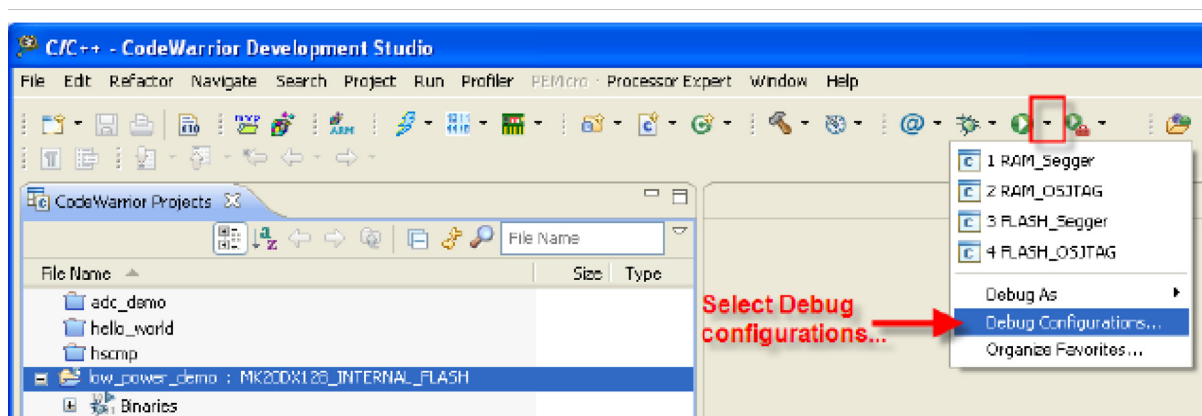 C/C++ - CodeWarrior Development Studio
File Edit Refactor Navigate Search Project Run Profiler PEMicro Processor Expert Window Help
1 RAM_Segger
2 RAM_OSJTAG
3 FLASH_Segger
4 FLASH_OSJTAG
Debug As
Debug Configurations...
Organize Favorites...
CodeWarrior Projects
File Name
File Name Size Type
adc_demo
hello_world
hscmp
low_power_demo : MK20DX128_INTERNAL_FLASH
Binaries
Select Debug
configurations...